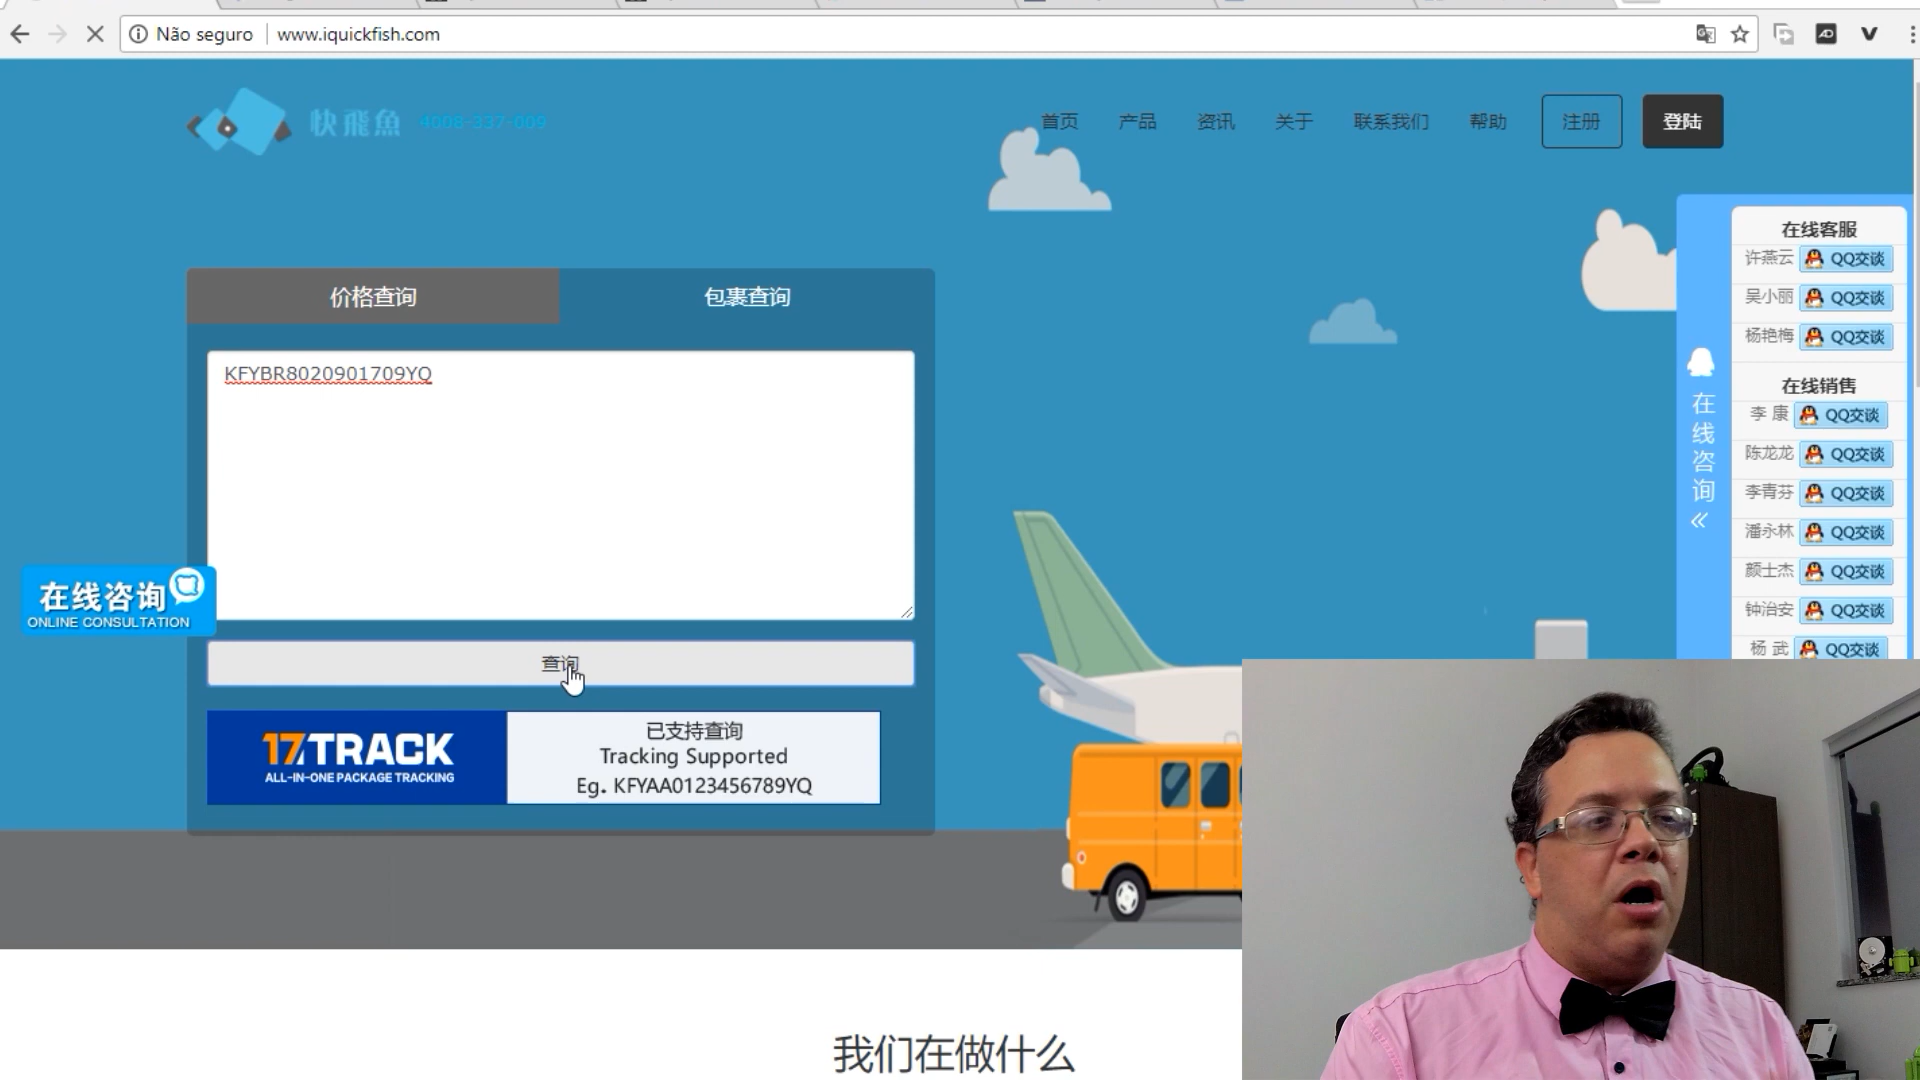 Não seguro
www.iquickfish.com
快飛魚
4008-337-009
首页
产品
资讯
关于
联系我们
帮助
注册
登陆
价格查询
包裹查询
KFYBR8020901709YQ
查询
在线咨询
ONLINE CONSULTATION
17TRACK
ALL-IN-ONE PACKAGE TRACKING
已支持查询
Tracking Supported
Eg. KFYAA0123456789YQ
在线咨询
在线客服
许燕云 QQ交谈
吴小丽 QQ交谈
杨艳梅 QQ交谈
在线销售
李 康 QQ交谈
陈龙龙 QQ交谈
李青芬 QQ交谈
潘永林 QQ交谈
颜士杰 QQ交谈
钟治安 QQ交谈
杨 武 QQ交谈
我们在做什么